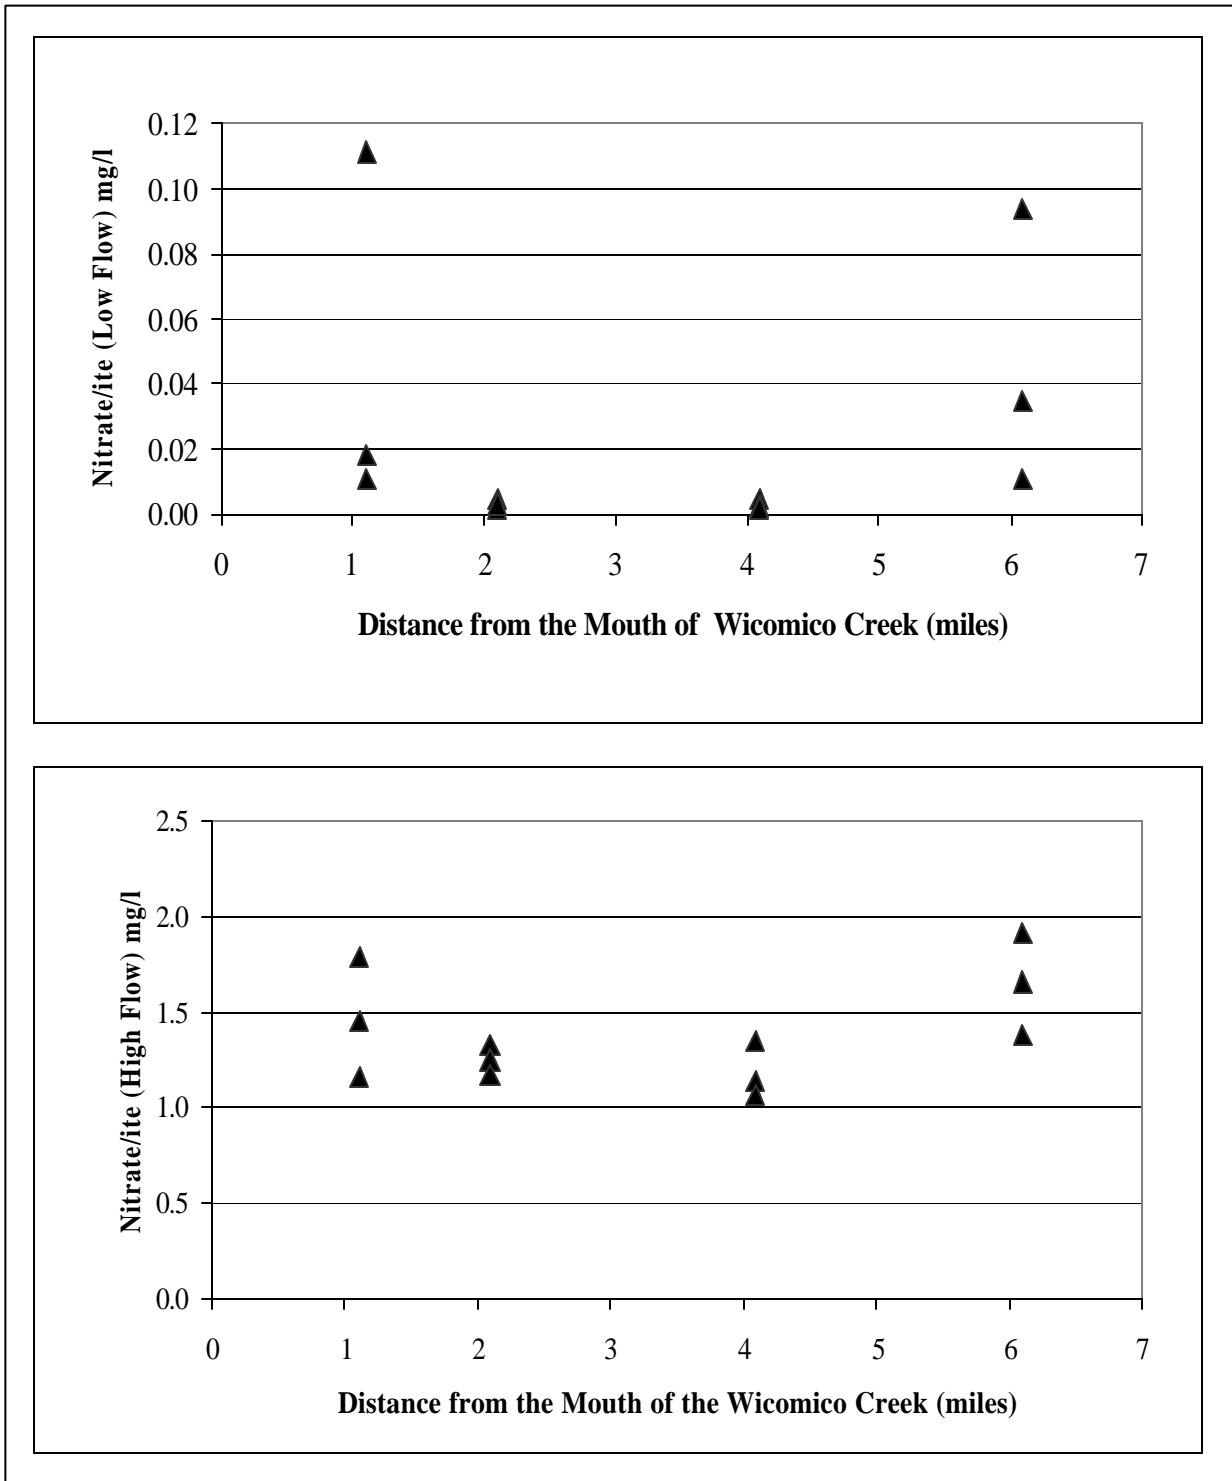 Nitrate/ite (Low Flow) mg/l
0.12
0.10
0.08
0.06
0.04
0.02
0.00
0 1 2 3 4 5 6 7
Distance from the Mouth of Wicomico Creek (miles)
Nitrate/ite (High Flow) mg/l
2.5
2.0
1.5
1.0
0.5
0.0
0 1 2 3 4 5 6 7
Distance from the Mouth of the Wicomico Creek (miles)